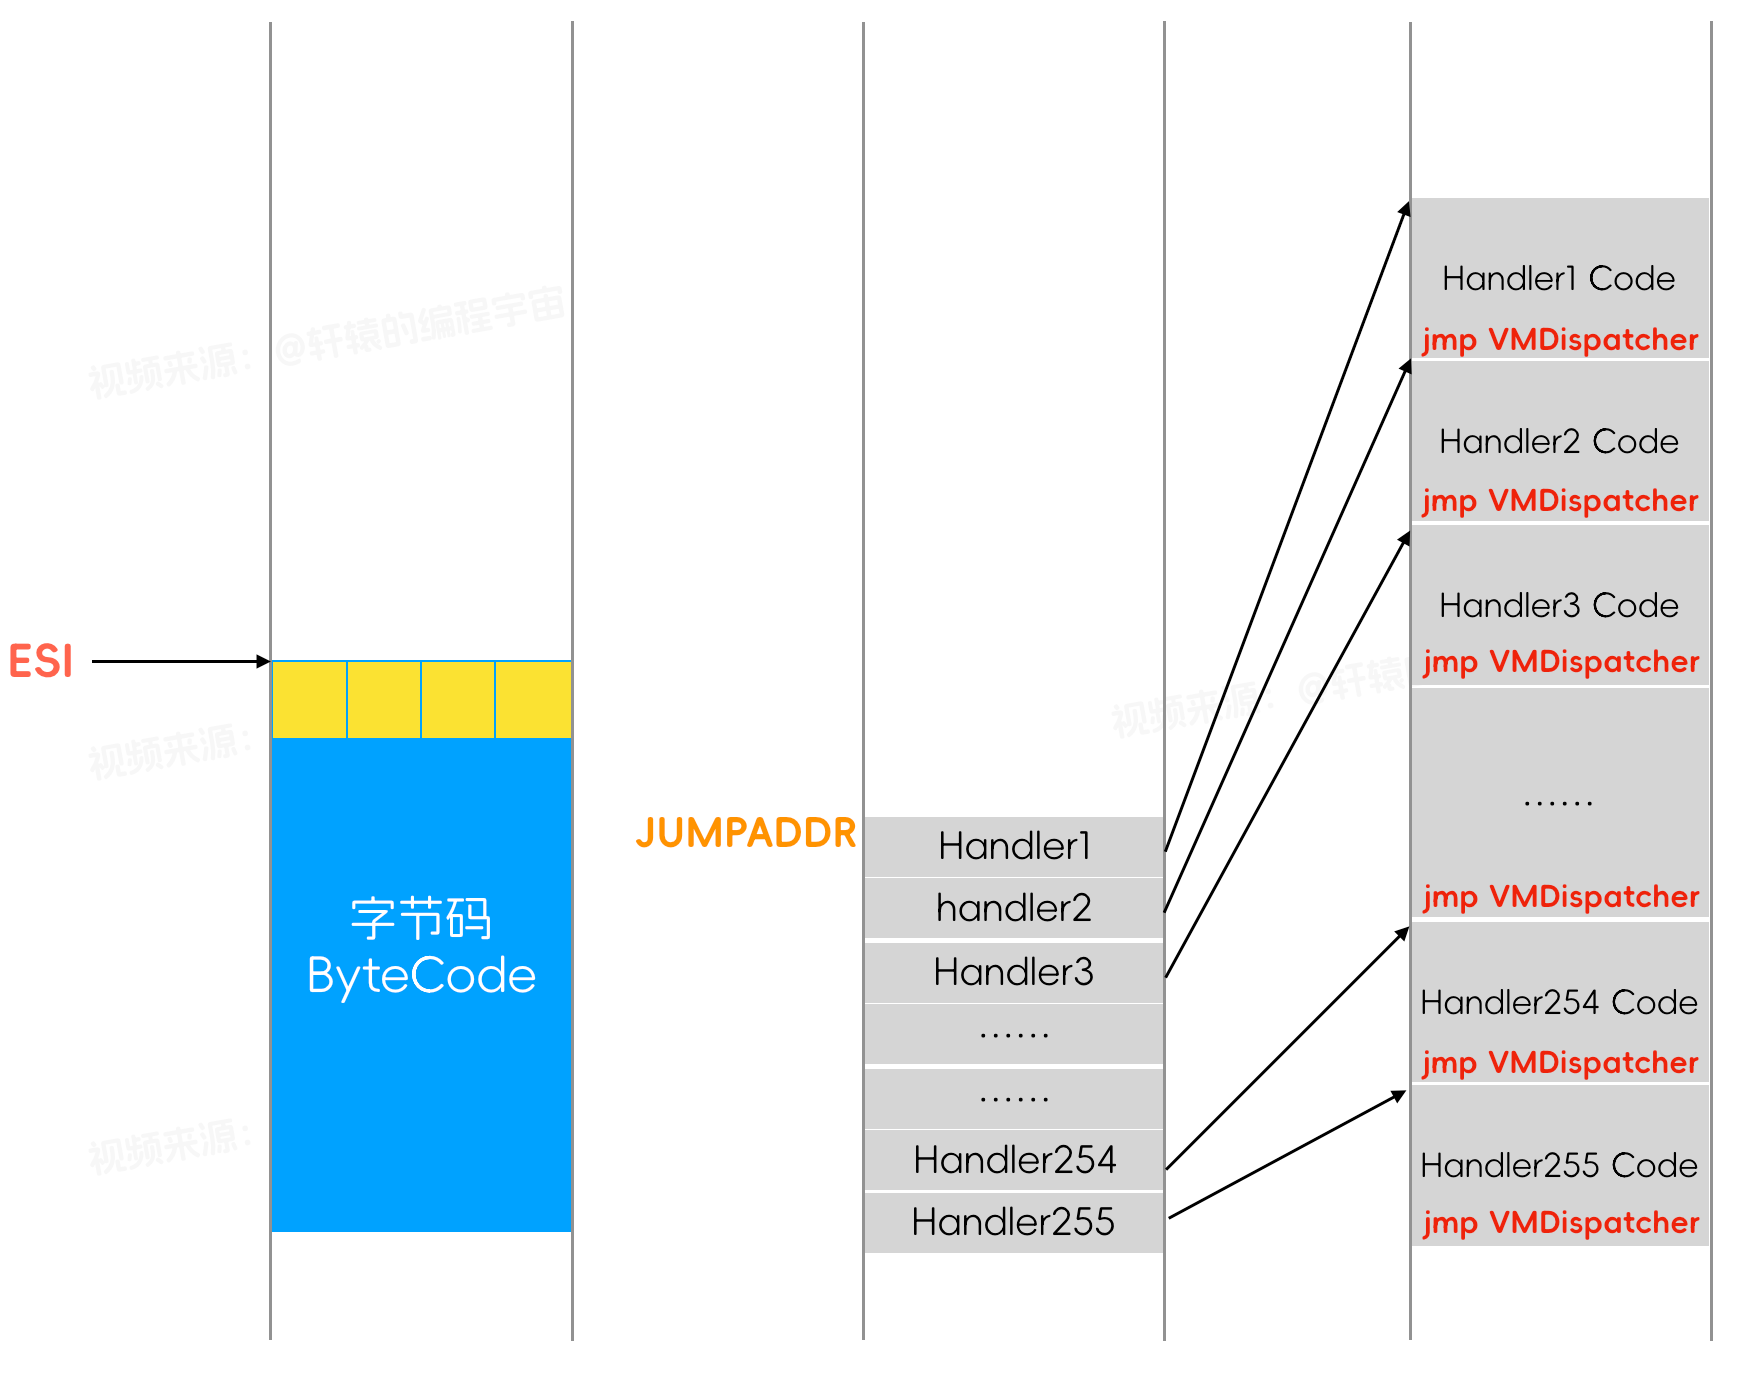 ESI
字节码
ByteCode
JUMPADDR
Handler1
handler2
Handler3
......
......
Handler254
Handler255
Handler1 Code
jmp VMDispatcher
Handler2 Code
jmp VMDispatcher
Handler3 Code
jmp VMDispatcher
......
jmp VMDispatcher
Handler254 Code
jmp VMDispatcher
Handler255 Code
jmp VMDispatcher
视频来源：@轩辕的编程宇宙
视频来源：
视频来源：
视频来源：@轩辕